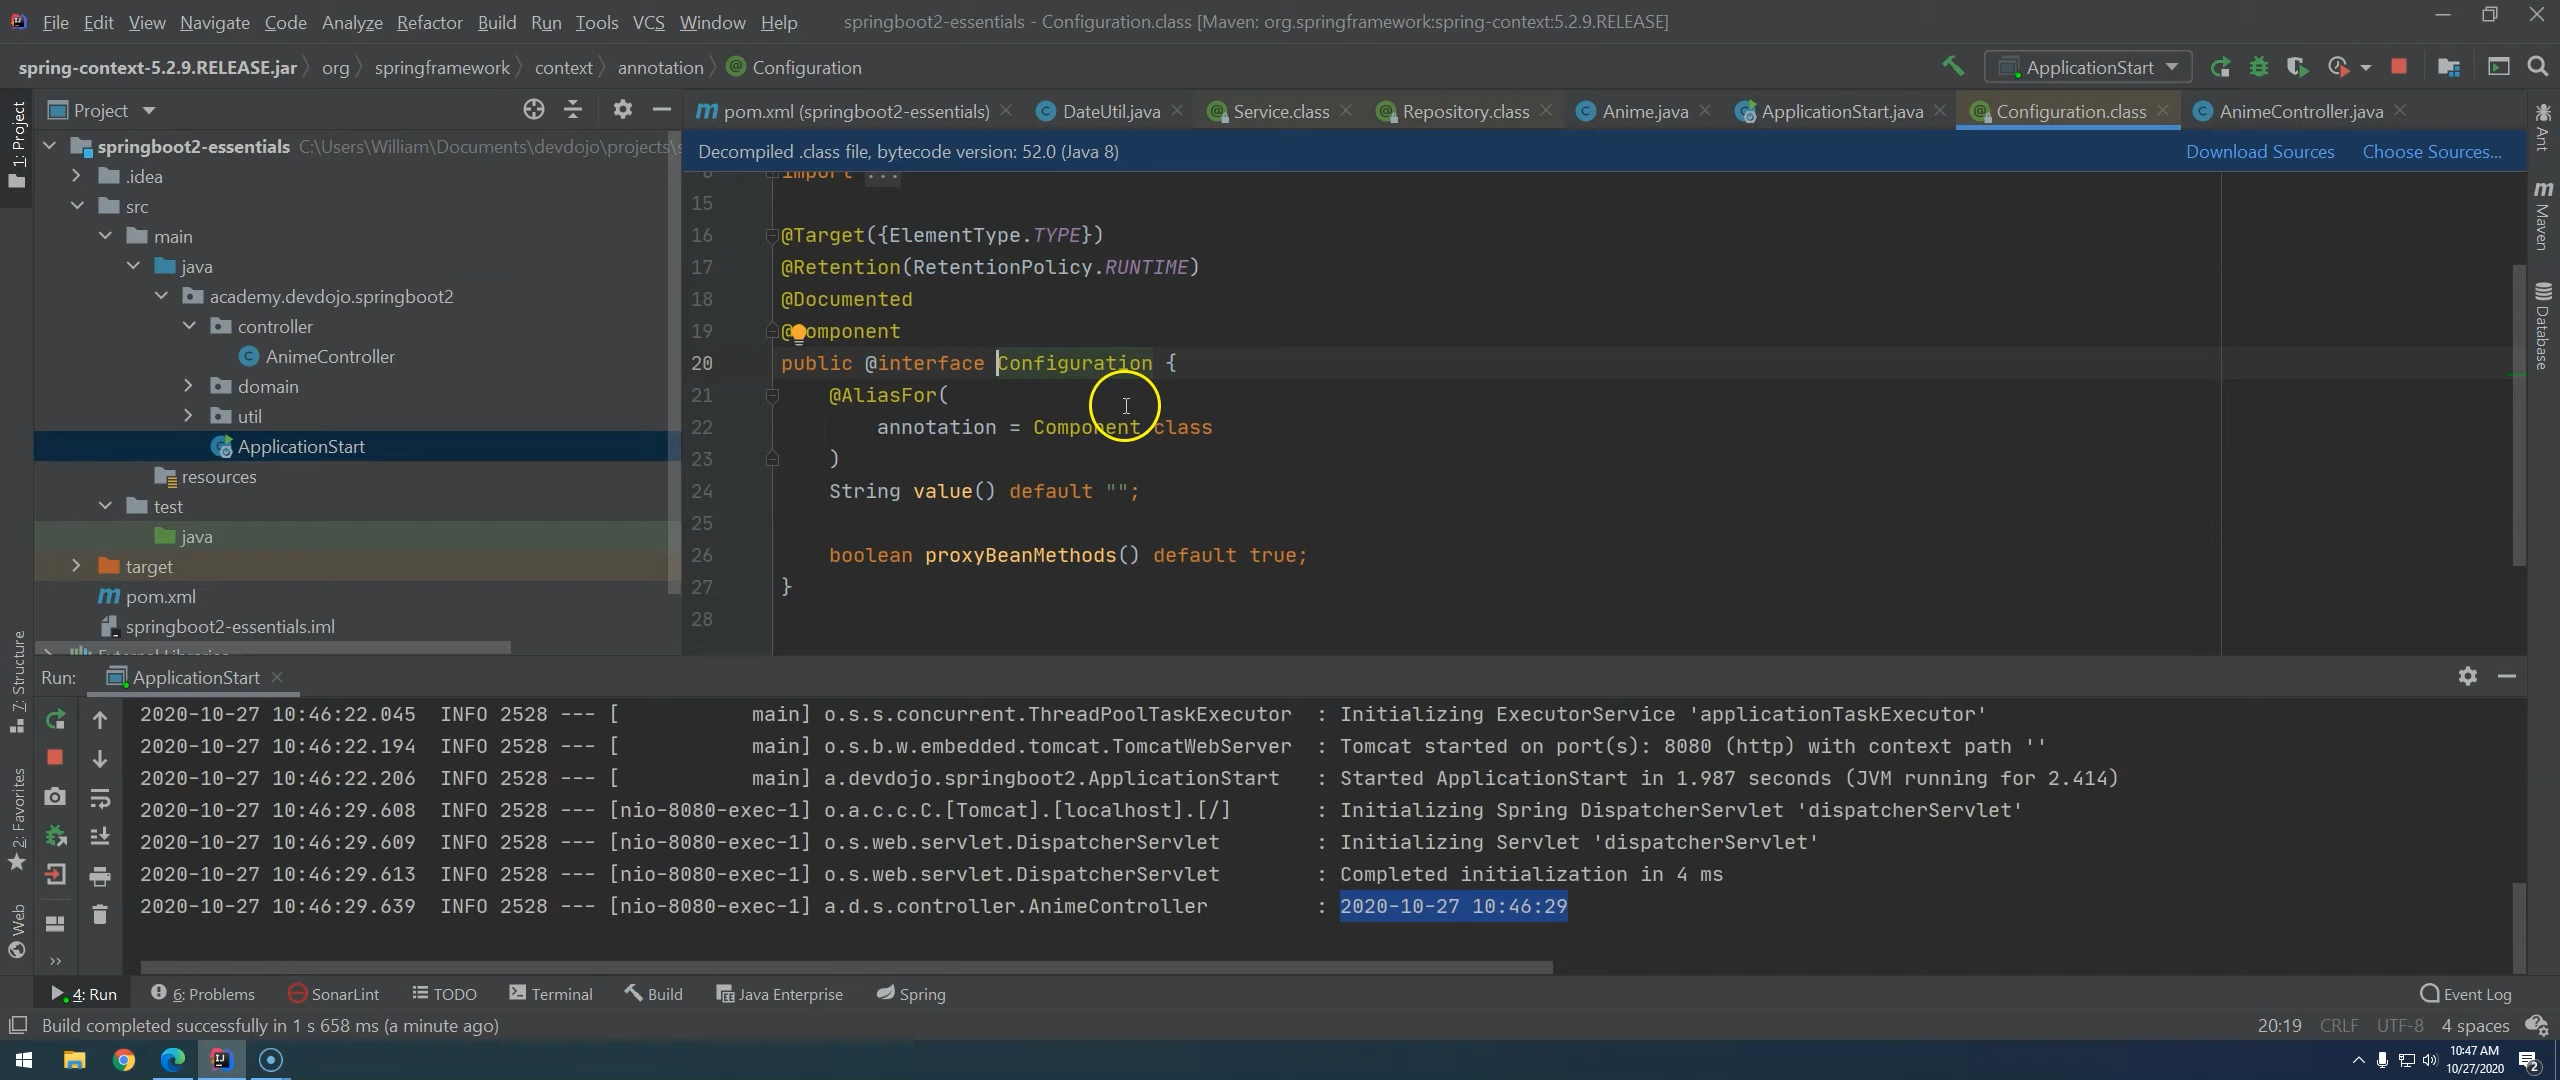 File Edit View Navigate Code Analyze Refactor Build Run Tools VCS Window Help springboot2-essentials - Configuration.class [Maven: org.springframework:spring-context:5.2.9.RELEASE]
spring-context-5.2.9.RELEASE.jar org springframework context annotation Configuration ApplicationStart
Project
pom.xml (springboot2-essentials) DateUtil.java Service.class Repository.class Anime.java ApplicationStart.java Configuration.class AnimeController.java
Decompiled .class file, bytecode version: 52.0 (Java 8) Download Sources Choose Sources...
1: Project
7: Structure
2: Favorites
Web
springboot2-essentials C:\Users\William\Documents\devdojo\projects\s
.idea
src
main
java
academy.devdojo.springboot2
controller
AnimeController
domain
util
ApplicationStart
resources
test
java
target
pom.xml
springboot2-essentials.iml
External Libraries
import ...
15
16 @Target({ElementType.TYPE})
17 @Retention(RetentionPolicy.RUNTIME)
18 @Documented
19 @Component
20 public @interface Configuration {
21 @AliasFor(
22 annotation = Component.class
23 )
24 String value() default "";
25
26 boolean proxyBeanMethods() default true;
27 }
28
Ant
Maven
Database
Run: ApplicationStart
2020-10-27 10:46:22.045 INFO 2528 --- [ main] o.s.s.concurrent.ThreadPoolTaskExecutor : Initializing ExecutorService 'applicationTaskExecutor'
2020-10-27 10:46:22.194 INFO 2528 --- [ main] o.s.b.w.embedded.tomcat.TomcatWebServer : Tomcat started on port(s): 8080 (http) with context path ''
2020-10-27 10:46:22.206 INFO 2528 --- [ main] a.devdojo.springboot2.ApplicationStart : Started ApplicationStart in 1.987 seconds (JVM running for 2.414)
2020-10-27 10:46:29.608 INFO 2528 --- [nio-8080-exec-1] o.a.c.c.C.[Tomcat].[localhost].[/] : Initializing Spring DispatcherServlet 'dispatcherServlet'
2020-10-27 10:46:29.609 INFO 2528 --- [nio-8080-exec-1] o.s.web.servlet.DispatcherServlet : Initializing Servlet 'dispatcherServlet'
2020-10-27 10:46:29.613 INFO 2528 --- [nio-8080-exec-1] o.s.web.servlet.DispatcherServlet : Completed initialization in 4 ms
2020-10-27 10:46:29.639 INFO 2528 --- [nio-8080-exec-1] a.d.s.controller.AnimeController : 2020-10-27 10:46:29
4: Run 6: Problems SonarLint TODO Terminal Build Java Enterprise Spring Event Log
Build completed successfully in 1 s 658 ms (a minute ago) 20:19 CRLF UTF-8 4 spaces
10:47 AM
10/27/2020
2